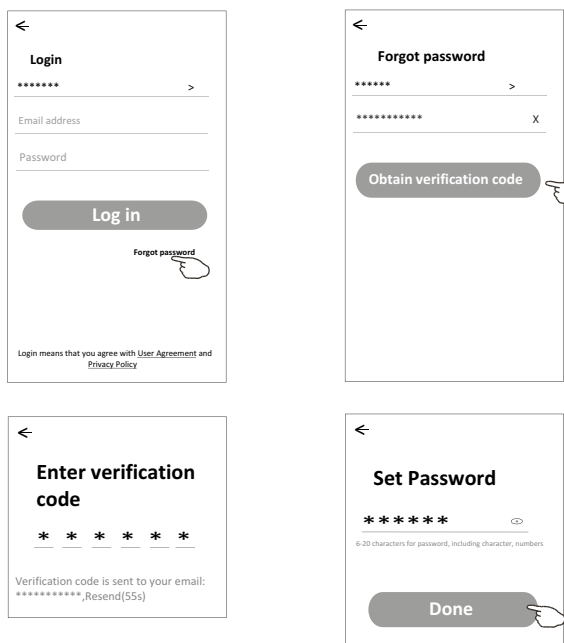 Login
******* >
Email address
Password
Log in
Forgot password
Login means that you agree with User Agreement and
Privacy Policy
Forgot password
****** >
*********** X
Obtain verification code
Enter verification
code
* * * * * *
Verification code is sent to your email:
***********,Resend(55s)
Set Password
******
6-20 characters for password, including character, numbers
Done